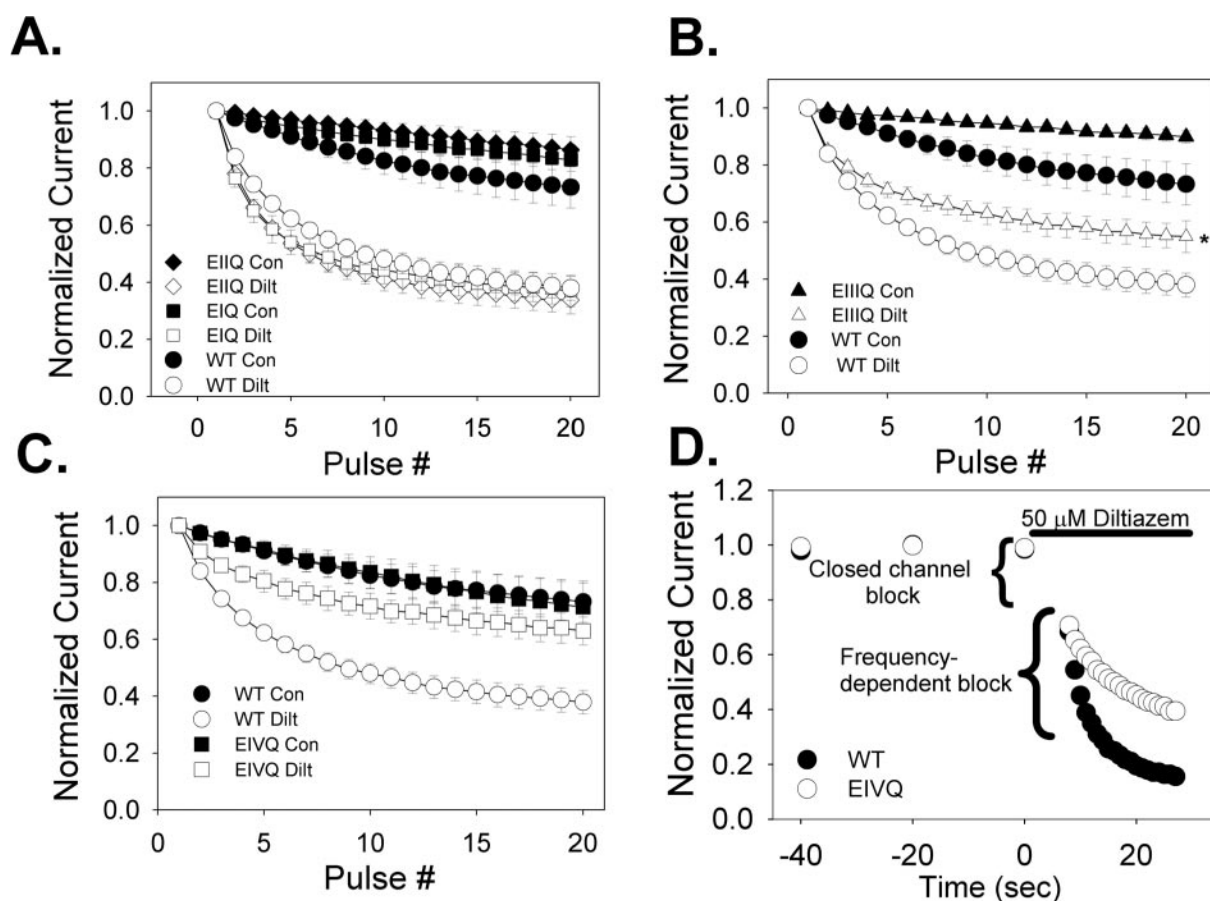 A.
Normalized Current
1.0
0.8
0.6
0.4
0.2
0.0
EIIQ Con
EIIQ Dilt
EIQ Con
EIQ Dilt
WT Con
WT Dilt
0 5 10 15 20
Pulse #
B.
Normalized Current
1.0
0.8
0.6
0.4
0.2
0.0
*
EIIIQ Con
EIIIQ Dilt
WT Con
WT Dilt
0 5 10 15 20
Pulse #
C.
Normalized Current
1.0
0.8
0.6
0.4
0.2
0.0
WT Con
WT Dilt
EIVQ Con
EIVQ Dilt
0 5 10 15 20
Pulse #
D.
Normalized Current
1.2
1.0
0.8
0.6
0.4
0.2
0.0
50 μM Diltiazem
Closed channel
block
Frequency-
dependent block
WT
EIVQ
-40 -20 0 20
Time (sec)